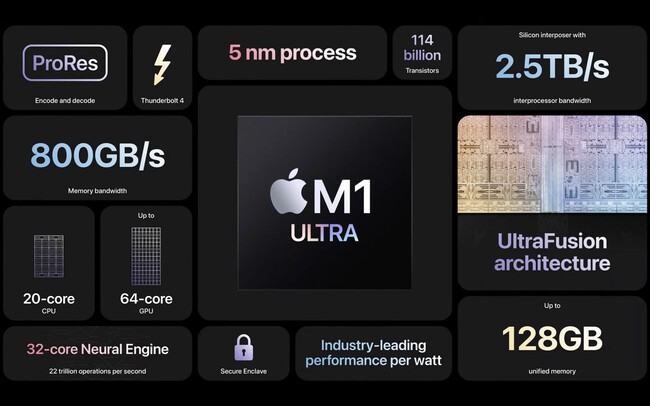 ProRes
Encode and decode
Thunderbolt 4
5 nm process
114
billion
Transistors
Silicon interposer with
2.5TB/s
interprocessor bandwidth
800GB/s
Memory bandwidth
M1
ULTRA
UltraFusion
architecture
20-core
CPU
Up to
64-core
GPU
Up to
128GB
unified memory
32-core Neural Engine
22 trillion operations per second
Secure Enclave
Industry-leading
performance per watt